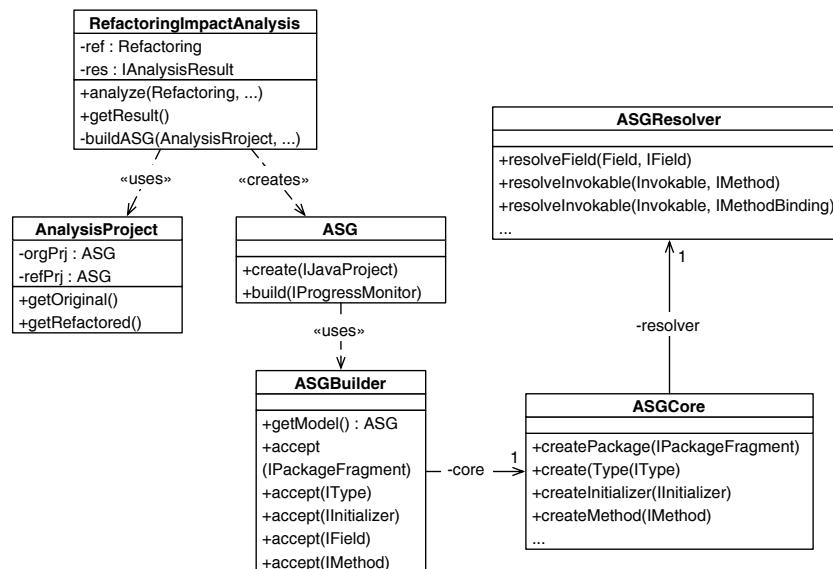 RefactoringImpactAnalysis
-ref : Refactoring
-res : IAnalysisResult
+analyze(Refactoring, ...)
+getResult()
-buildASG(AnalysisRroject, ...)
ASGResolver
+resolveField(Field, IField)
+resolveInvokable(Invokable, IMethod)
+resolveInvokable(Invokable, IMethodBinding)
...
«uses»
«creates»
AnalysisProject
-orgPrj : ASG
-refPrj : ASG
+getOriginal()
+getRefactored()
ASG
+create(IJavaProject)
+build(IProgressMonitor)
1
-resolver
«uses»
ASGBuilder
+getModel() : ASG
+accept
(IPackageFragment)
+accept(IType)
+accept(IInitializer)
+accept(IField)
+accept(IMethod)
-core
1
ASGCore
+createPackage(IPackageFragment)
+create(Type(IType)
+createInitializer(IInitializer)
+createMethod(IMethod)
...